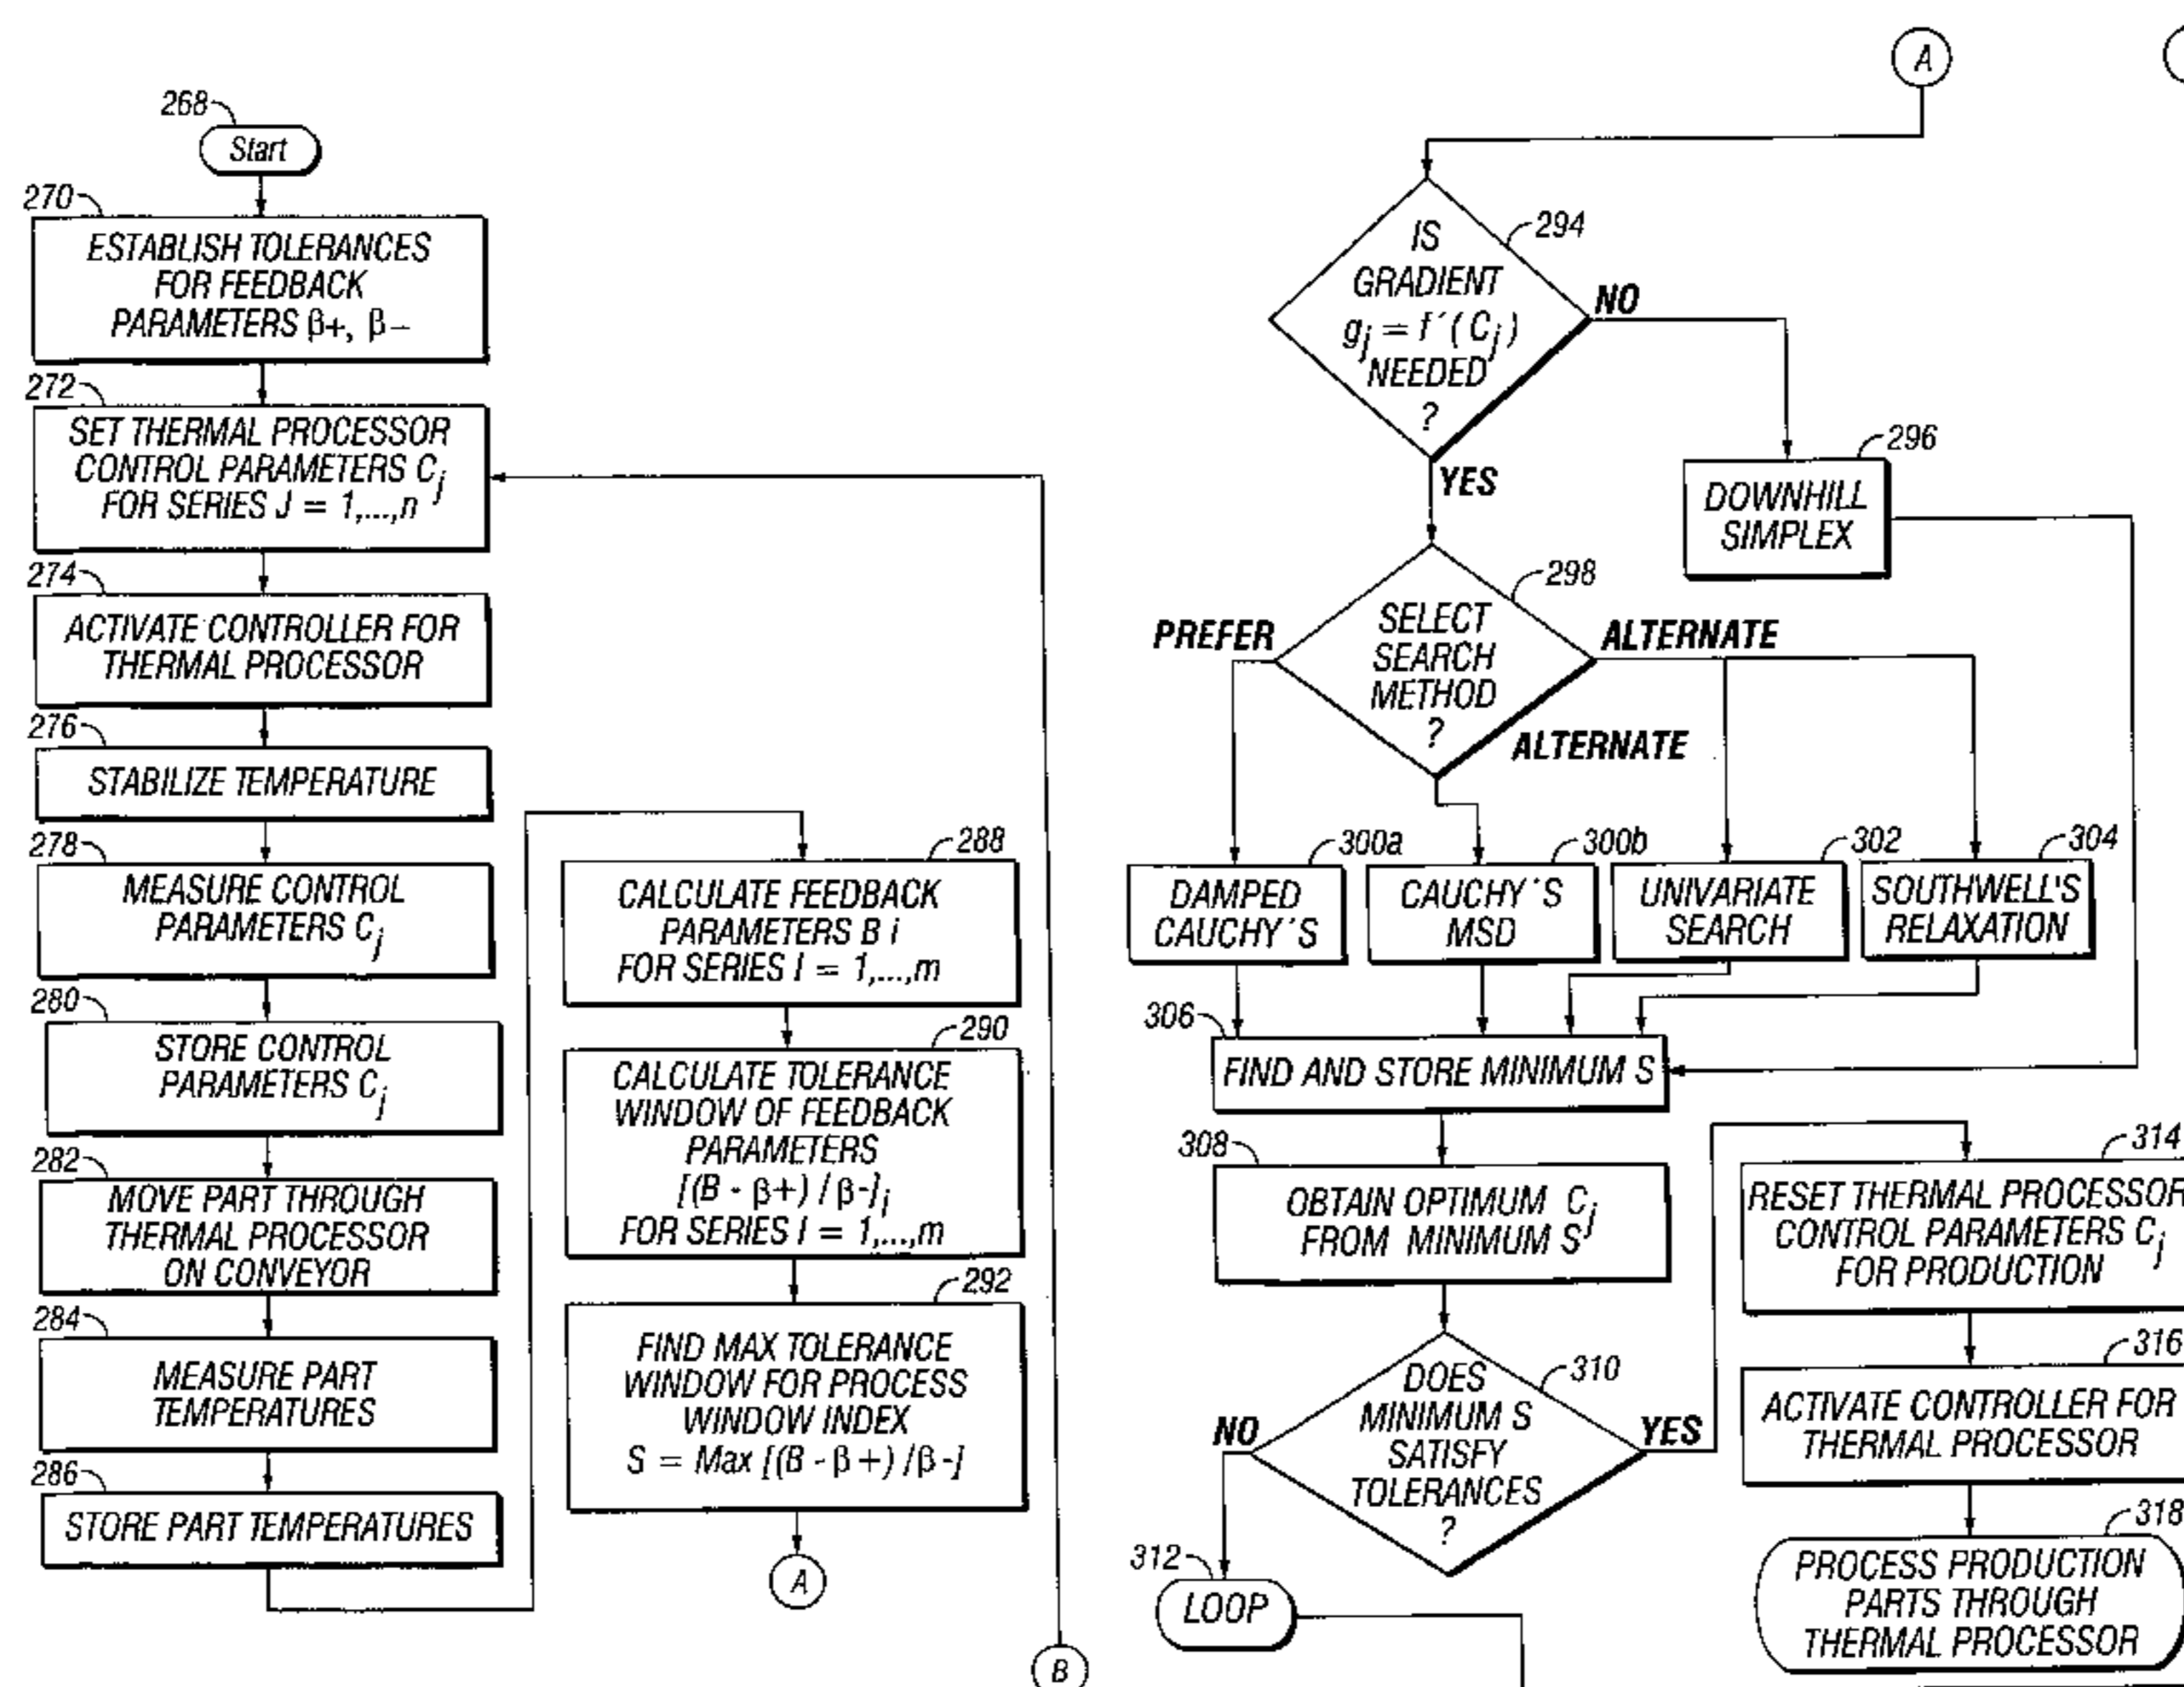 268
Start
270
ESTABLISH TOLERANCES
FOR FEEDBACK
PARAMETERS β+, β−
272
SET THERMAL PROCESSOR
CONTROL PARAMETERS Cj
FOR SERIES J = 1,...,n
274
ACTIVATE CONTROLLER FOR
THERMAL PROCESSOR
276
STABILIZE TEMPERATURE
278
MEASURE CONTROL
PARAMETERS Cj
280
STORE CONTROL
PARAMETERS Cj
282
MOVE PART THROUGH
THERMAL PROCESSOR
ON CONVEYOR
284
MEASURE PART
TEMPERATURES
286
STORE PART TEMPERATURES
288
CALCULATE FEEDBACK
PARAMETERS B i
FOR SERIES I = 1,...,m
290
CALCULATE TOLERANCE
WINDOW OF FEEDBACK
PARAMETERS
[(B - β+) / β-]i
FOR SERIES I = 1,...,m
292
FIND MAX TOLERANCE
WINDOW FOR PROCESS
WINDOW INDEX
S = Max [(B - β+) /β-]
A
B
A
294
IS
GRADIENT
gj = f´( Cj )
NEEDED
?
NO
YES
296
DOWNHILL
SIMPLEX
298
SELECT
SEARCH
METHOD
?
PREFER
ALTERNATE
ALTERNATE
300a
DAMPED
CAUCHY´S
300b
CAUCHY´S
MSD
302
UNIVARIATE
SEARCH
304
SOUTHWELL'S
RELAXATION
306
FIND AND STORE MINIMUM S
308
OBTAIN OPTIMUM Cj
FROM MINIMUM S
310
DOES
MINIMUM S
SATISFY
TOLERANCES
?
NO
YES
312
LOOP
314
RESET THERMAL PROCESSOR
CONTROL PARAMETERS Cj
FOR PRODUCTION
316
ACTIVATE CONTROLLER FOR
THERMAL PROCESSOR
318
PROCESS PRODUCTION
PARTS THROUGH
THERMAL PROCESSOR